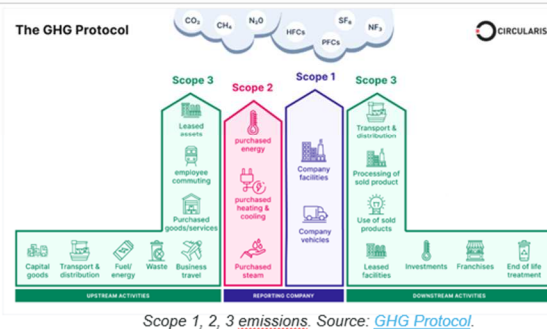 The GHG Protocol
CO₂
CH₄
N₂O
HFCs
PFCs
SF₆
NF₃
CIRCULARIS
Scope 3
Leased
assets
employee
commuting
Purchased
goods/services
Capital
goods
Transport &
distribution
Fuel/
energy
Waste
Business
travel
Scope 2
purchased
energy
purchased
heating &
cooling
Purchased
steam
Scope 1
Company
facilities
Company
vehicles
Scope 3
Transport &
distribution
Processing of
sold product
Use of sold
products
Leased
facilities
Investments
Franchises
End of life
treatment
UPSTREAM ACTIVITIES
REPORTING COMPANY
DOWNSTREAM ACTIVITIES
Scope 1, 2, 3 emissions. Source: GHG Protocol.